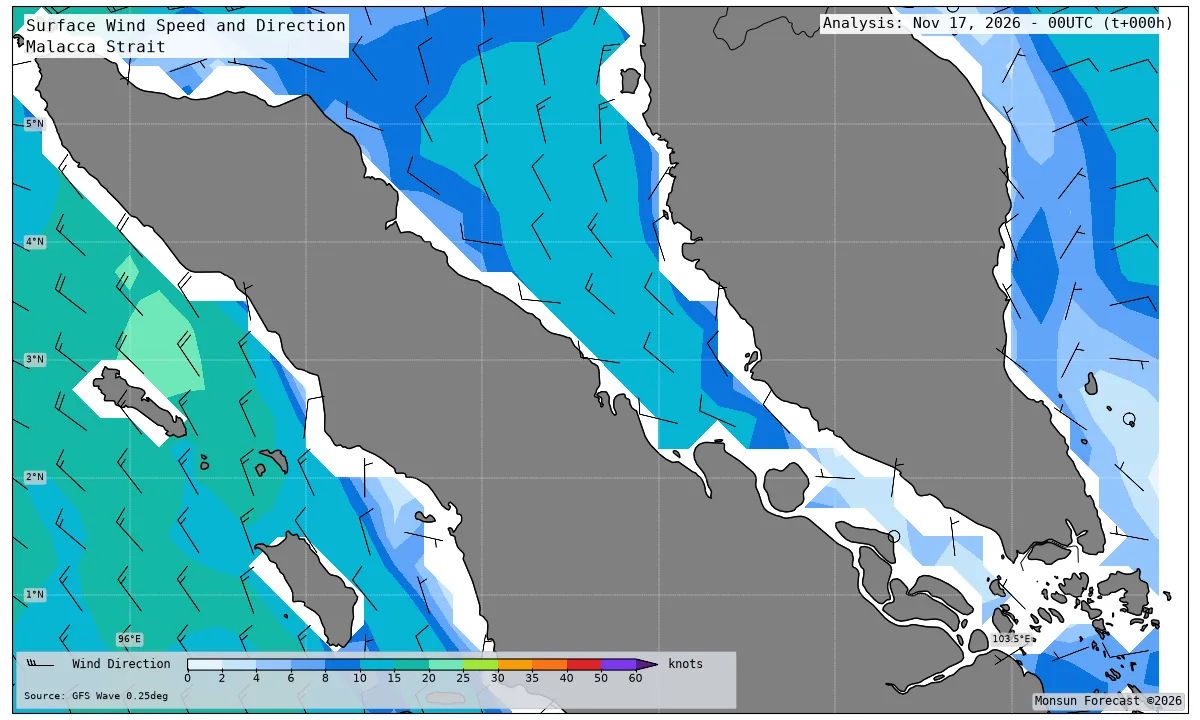 Surface Wind Speed and Direction
Malacca Strait
Analysis: Nov 17, 2026 - 00UTC (t+000h)
5°N
4°N
3°N
2°N
1°N
96°E
103.5°E
Wind Direction
0 2 4 6 8 10 15 20 25 30 35 40 50 60
knots
Source: GFS Wave 0.25deg
Monsun Forecast ©2026